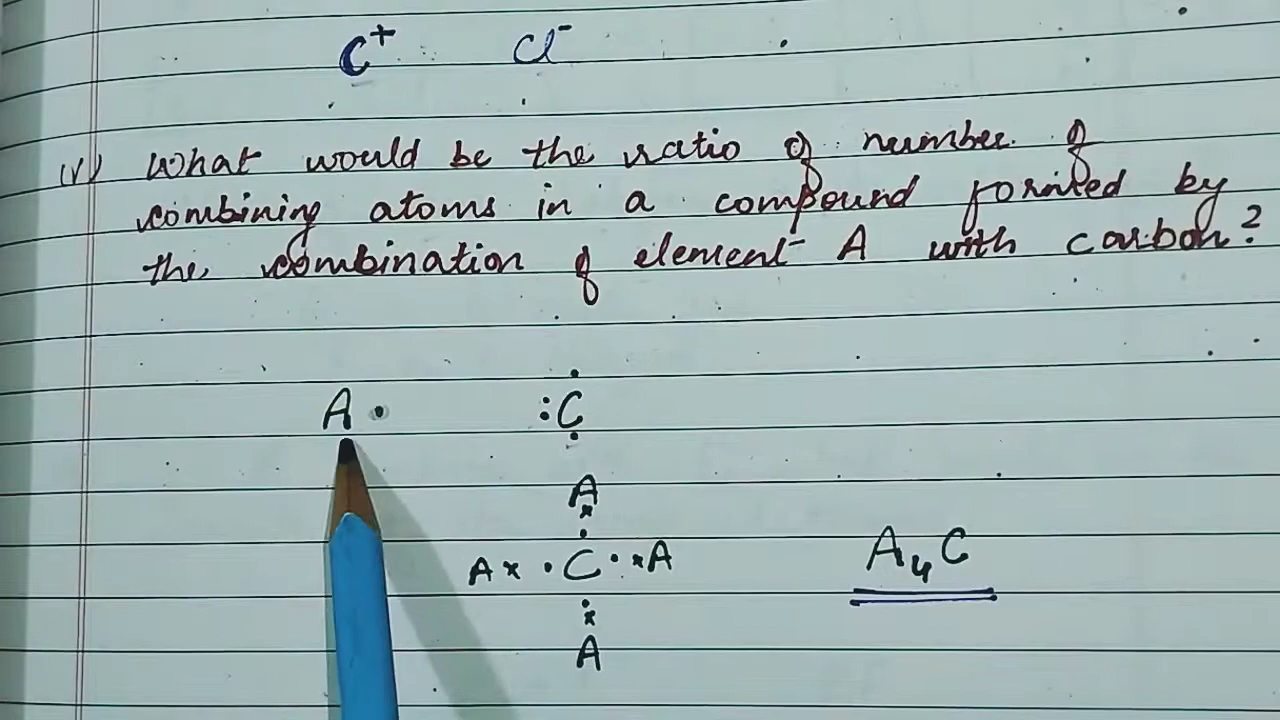 C⁺ Cl⁻
(v) What would be the ratio of number of
combining atoms in a compound formed by
the combination of element A with carbon?
A • :C
A
A x • C • x A
A
A₄C